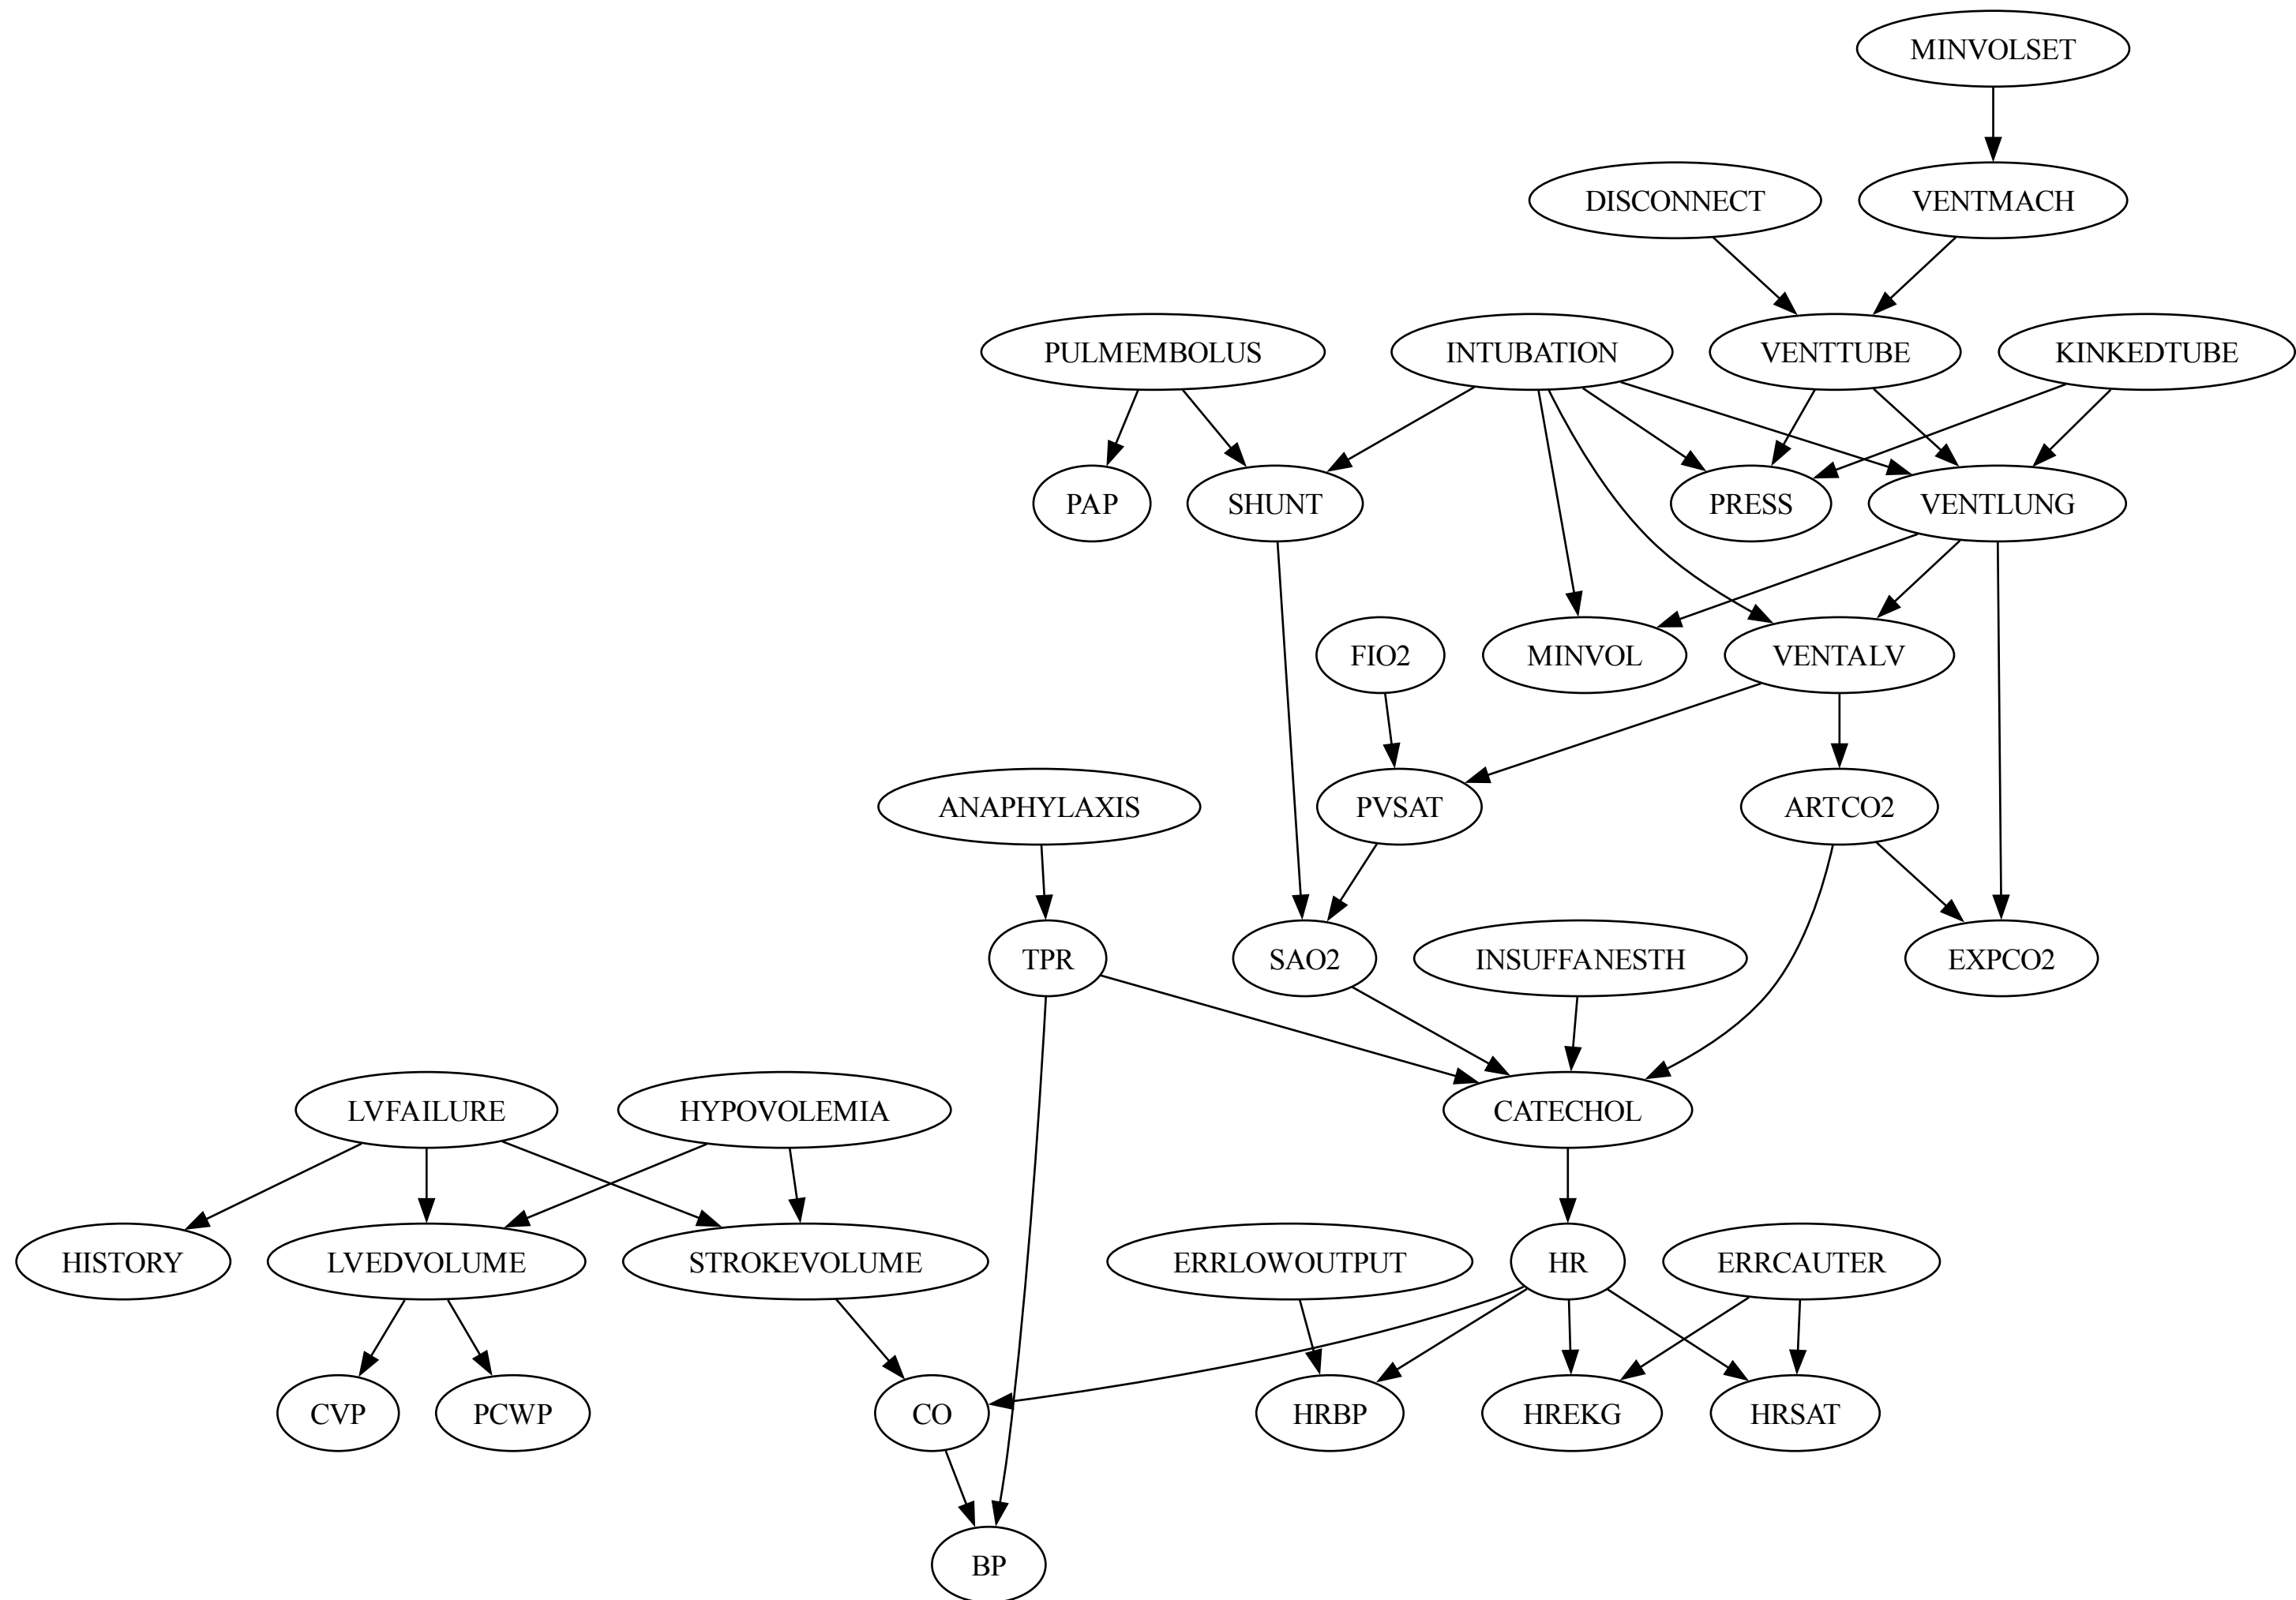 MINVOLSET
DISCONNECT
VENTMACH
PULMEMBOLUS
INTUBATION
VENTTUBE
KINKEDTUBE
PAP
SHUNT
PRESS
VENTLUNG
FIO2
MINVOL
VENTALV
ANAPHYLAXIS
PVSAT
ARTCO2
TPR
SAO2
INSUFFANESTH
EXPCO2
LVFAILURE
HYPOVOLEMIA
CATECHOL
HISTORY
LVEDVOLUME
STROKEVOLUME
ERRLOWOUTPUT
HR
ERRCAUTER
CVP
PCWP
CO
HRBP
HREKG
HRSAT
BP